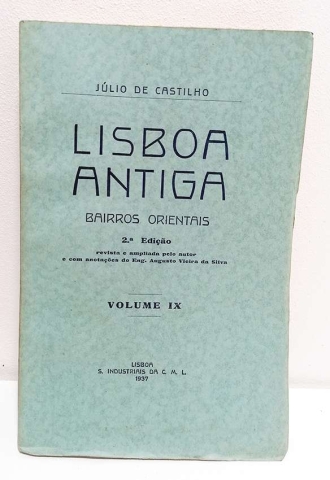 JÚLIO DE CASTILHO
LISBOA
ANTIGA
BAIRROS ORIENTAIS
2.ª Edição
revista e ampliada pelo autor
e com anotações do Eng. Augusto Vieira da Silva
VOLUME IX
LISBOA
S. INDUSTRIAIS DA C. M. L.
1937